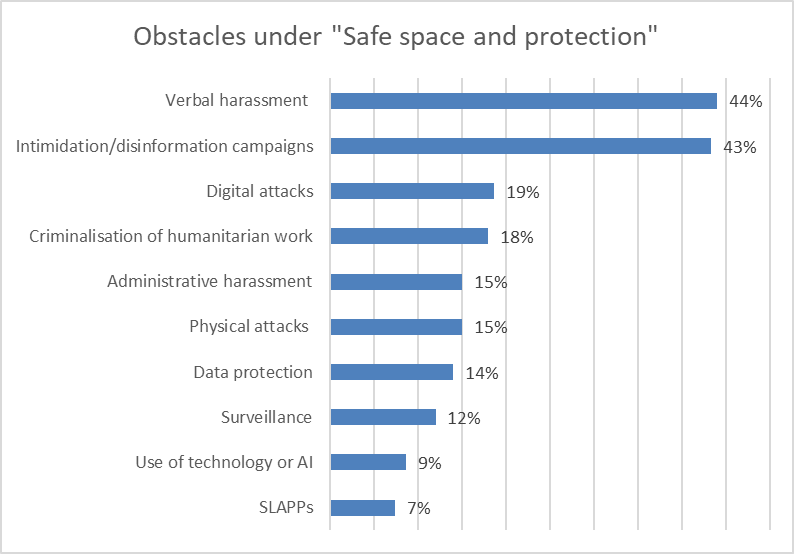 Obstacles under "Safe space and protection"
Verbal harassment 44%
Intimidation/disinformation campaigns 43%
Digital attacks 19%
Criminalisation of humanitarian work 18%
Administrative harassment 15%
Physical attacks 15%
Data protection 14%
Surveillance 12%
Use of technology or AI 9%
SLAPPs 7%